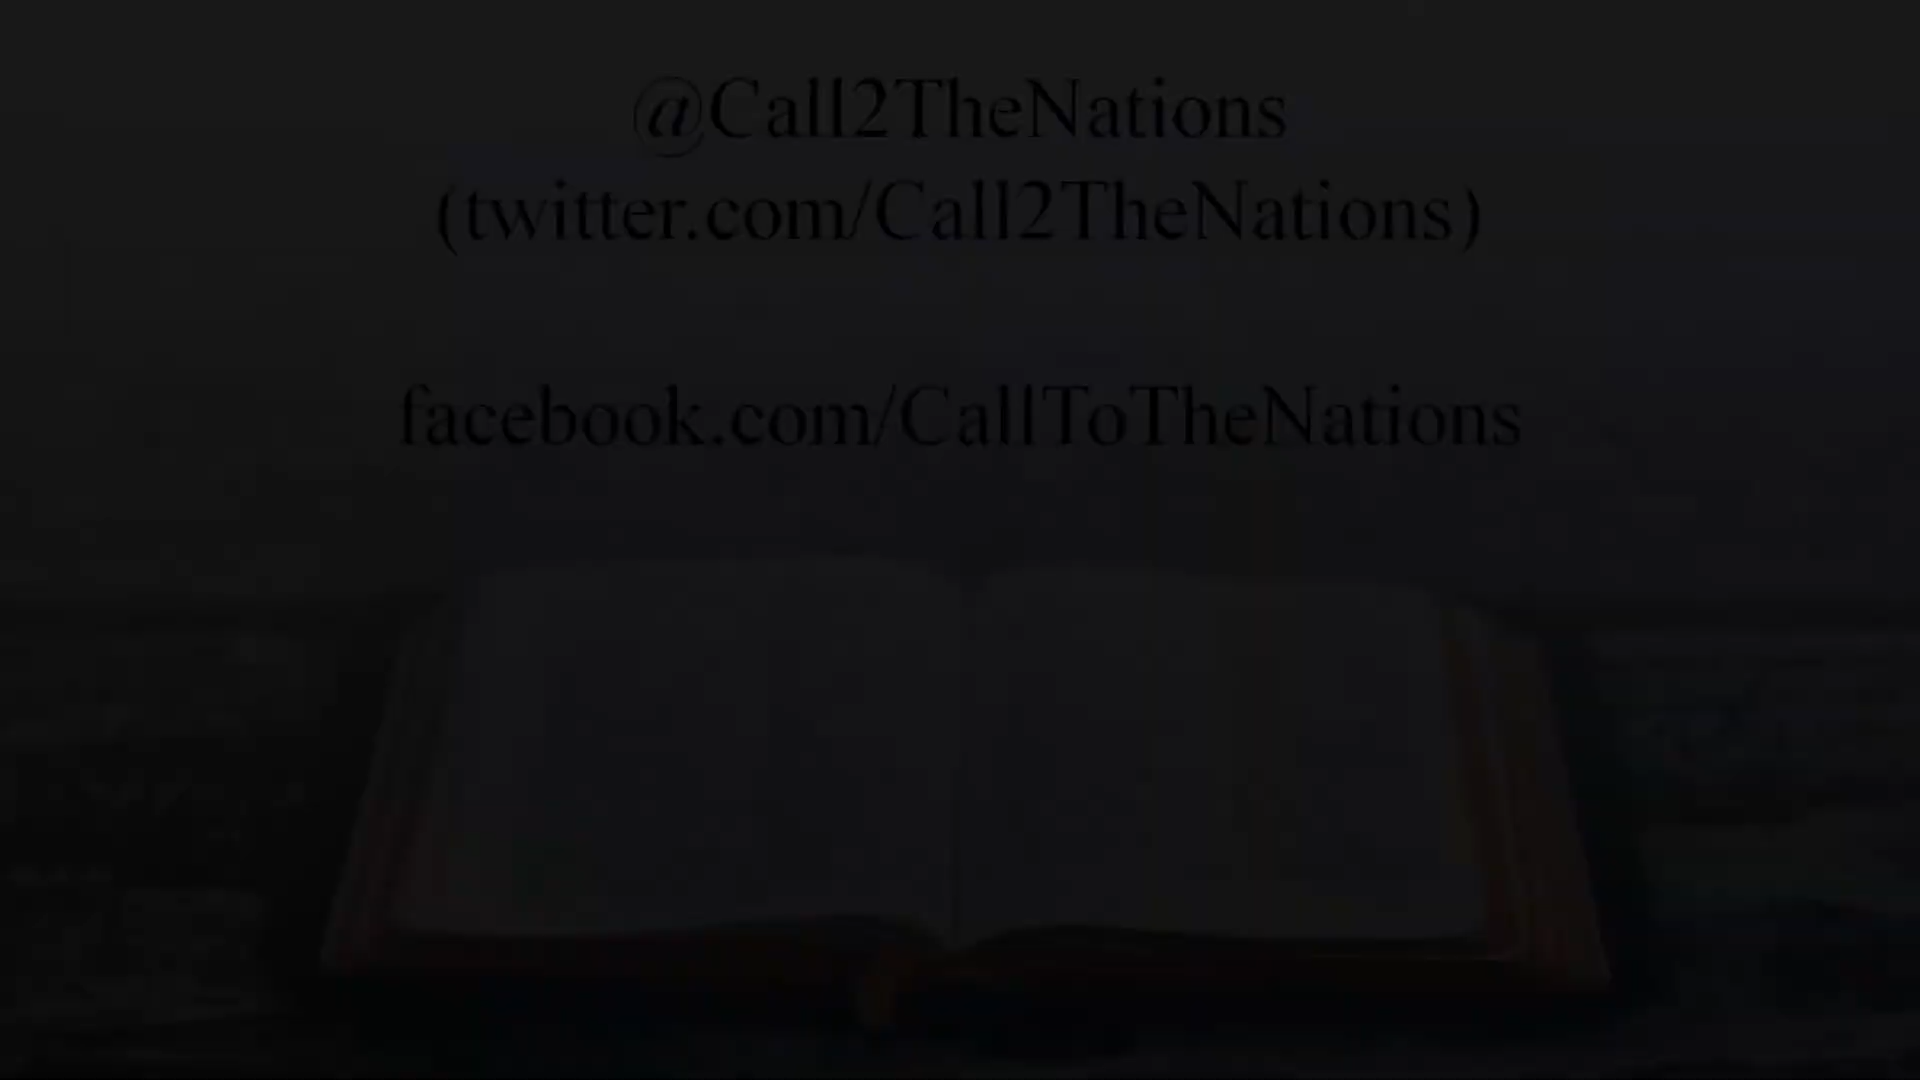 @Call2TheNations
(twitter.com/Call2TheNations)
facebook.com/CallToTheNations